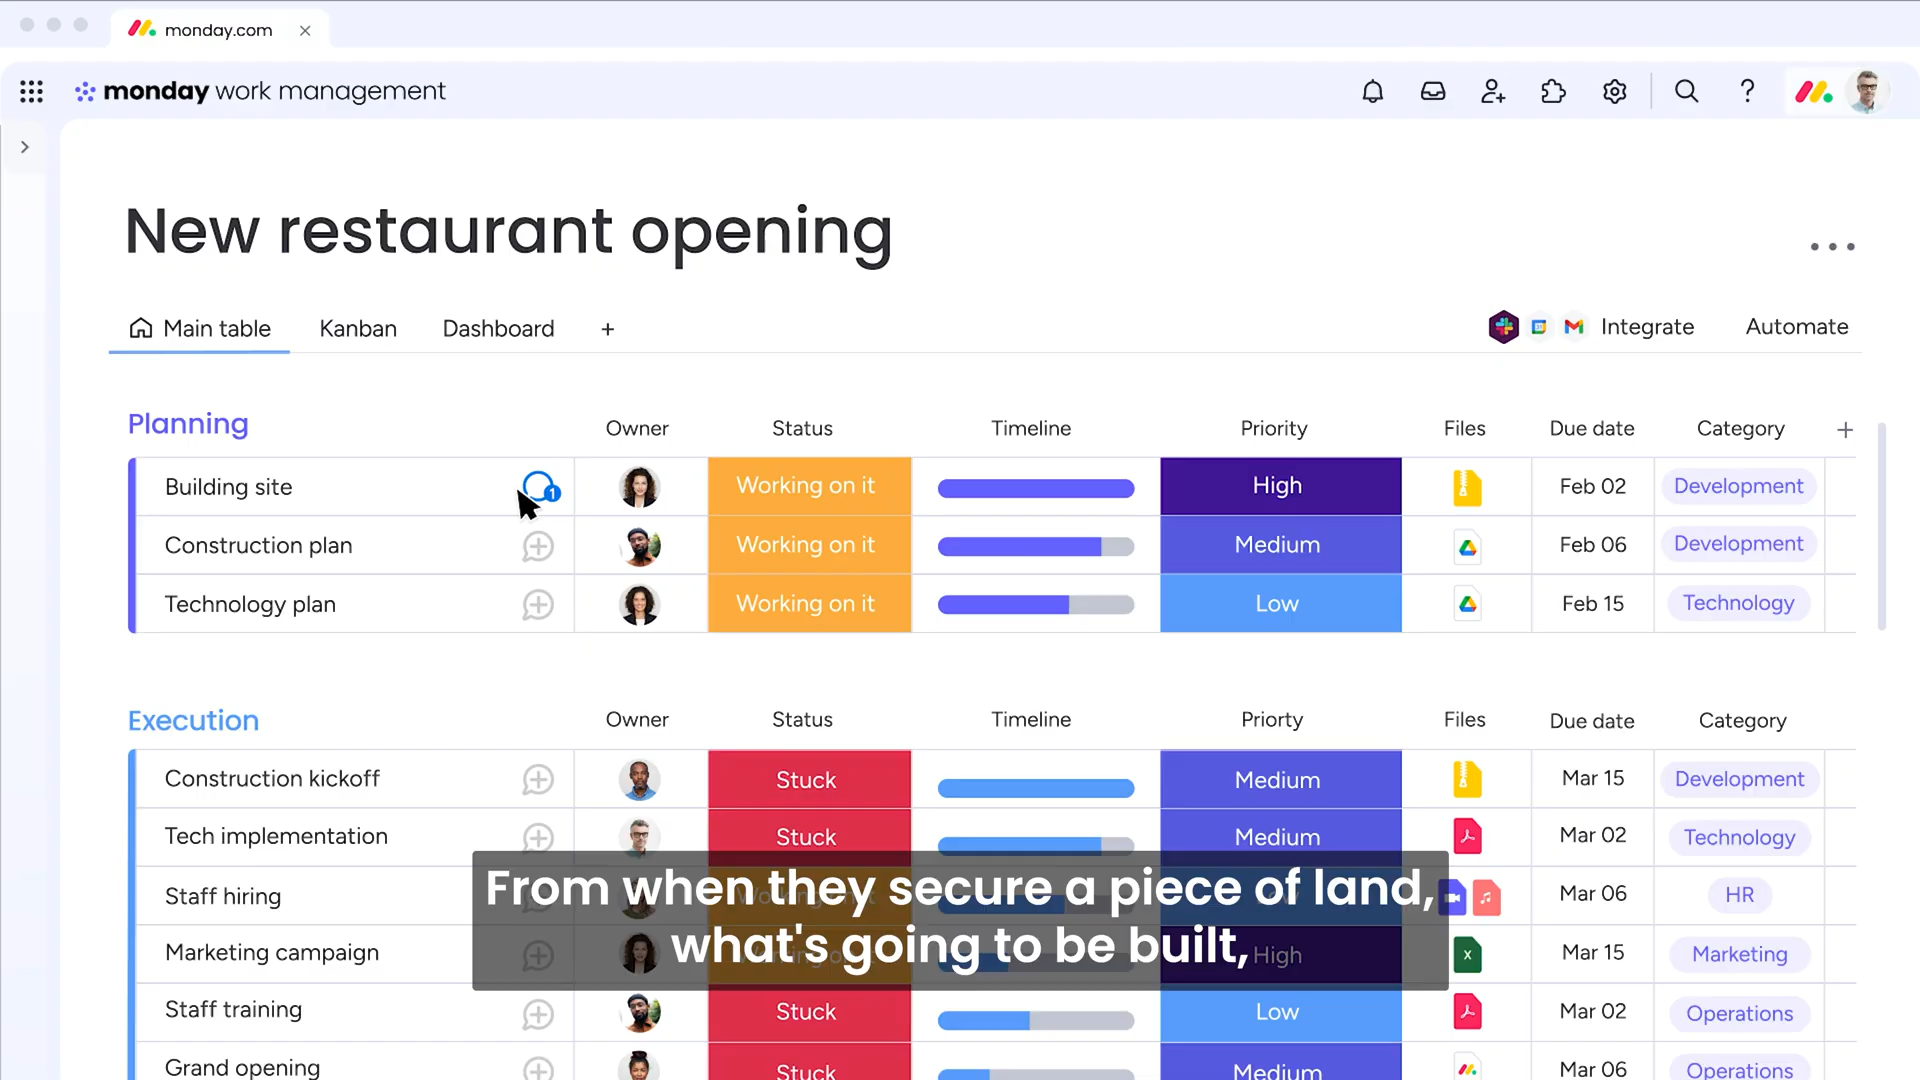 monday.com
monday work management
New restaurant opening
Main table Kanban Dashboard +
Integrate Automate
Planning Owner Status Timeline Priority Files Due date Category +
Building site 1 Working on it High Feb 02 Development
Construction plan Working on it Medium Feb 06 Development
Technology plan Working on it Low Feb 15 Technology
Execution Owner Status Timeline Priorty Files Due date Category
Construction kickoff Stuck Medium Mar 15 Development
Tech implementation Stuck Medium Mar 02 Technology
Staff hiring Mar 06 HR
From when they secure a piece of land,
Marketing campaign High Mar 15 Marketing
what's going to be built,
Staff training Stuck Low Mar 02 Operations
Grand opening Stuck Medium Mar 06 Operations